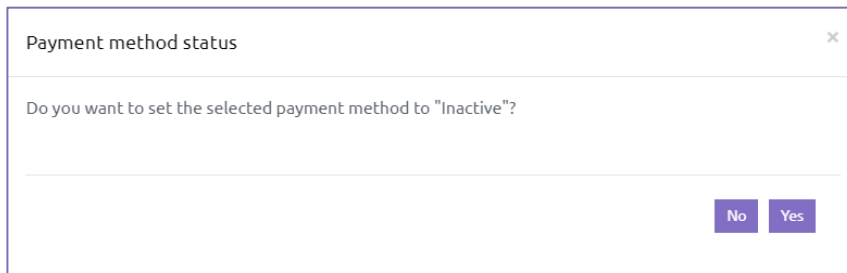 Payment method status
×
Do you want to set the selected payment method to "Inactive"?
No Yes